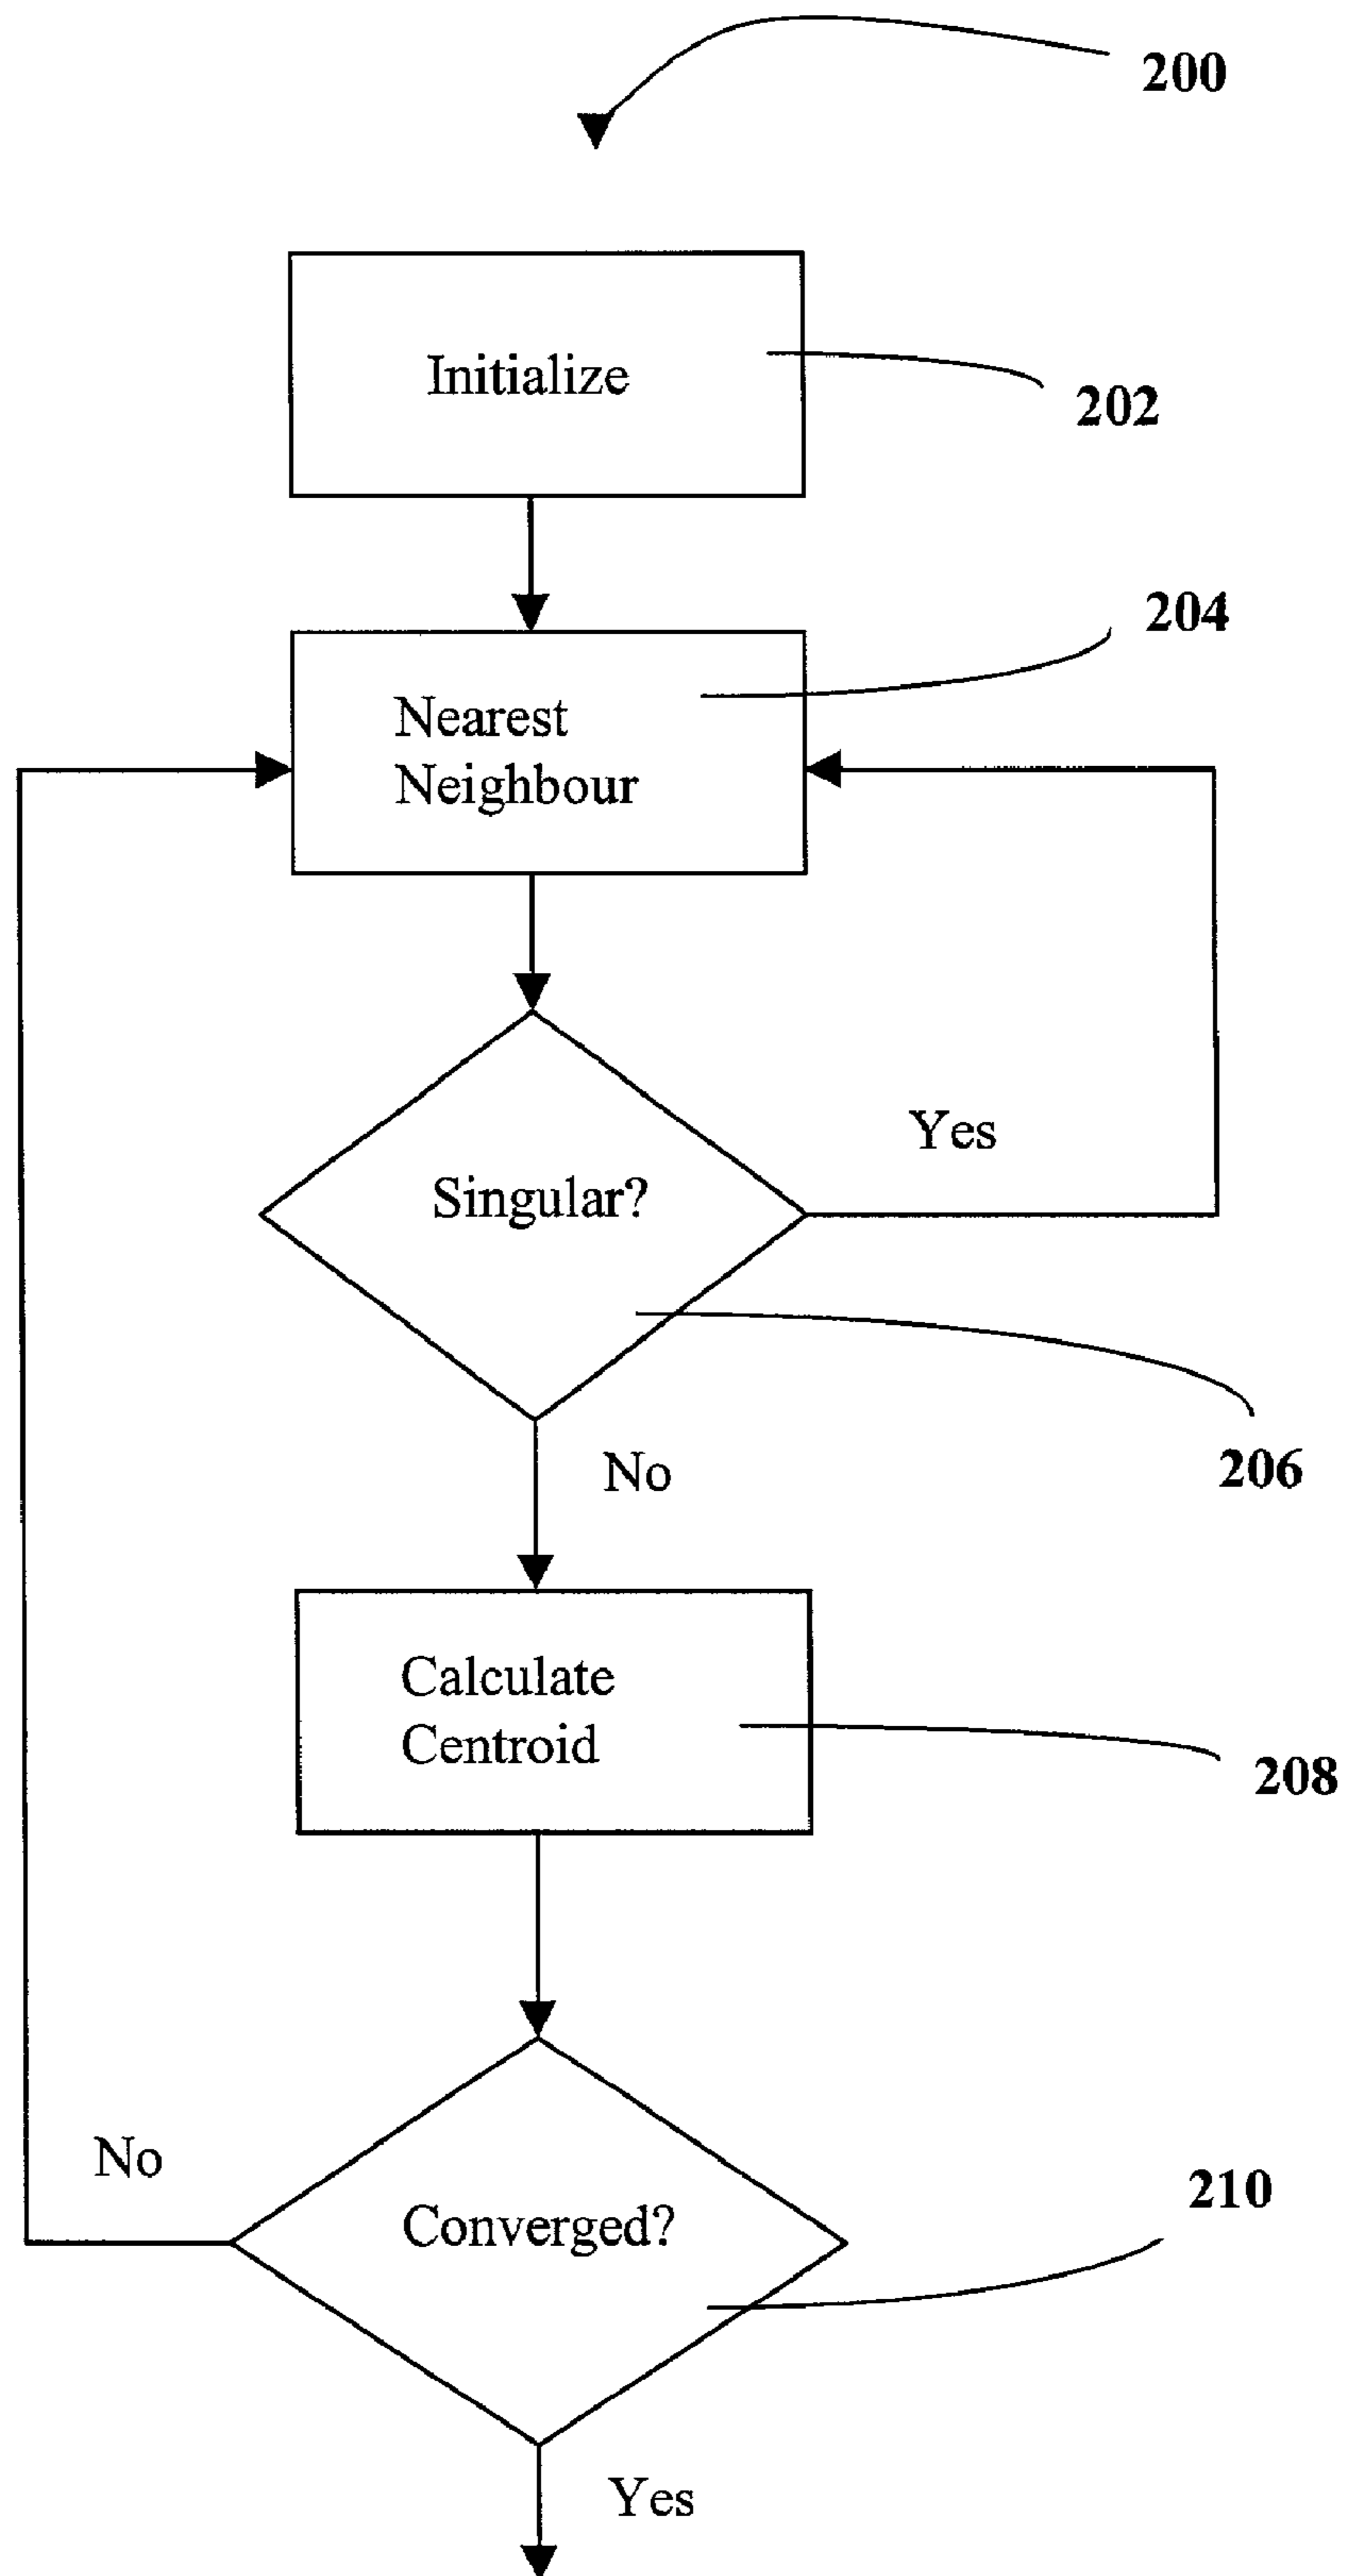 200
Initialize
202
204
Nearest
Neighbour
Yes
Singular?
No
206
Calculate
Centroid
208
No
210
Converged?
Yes